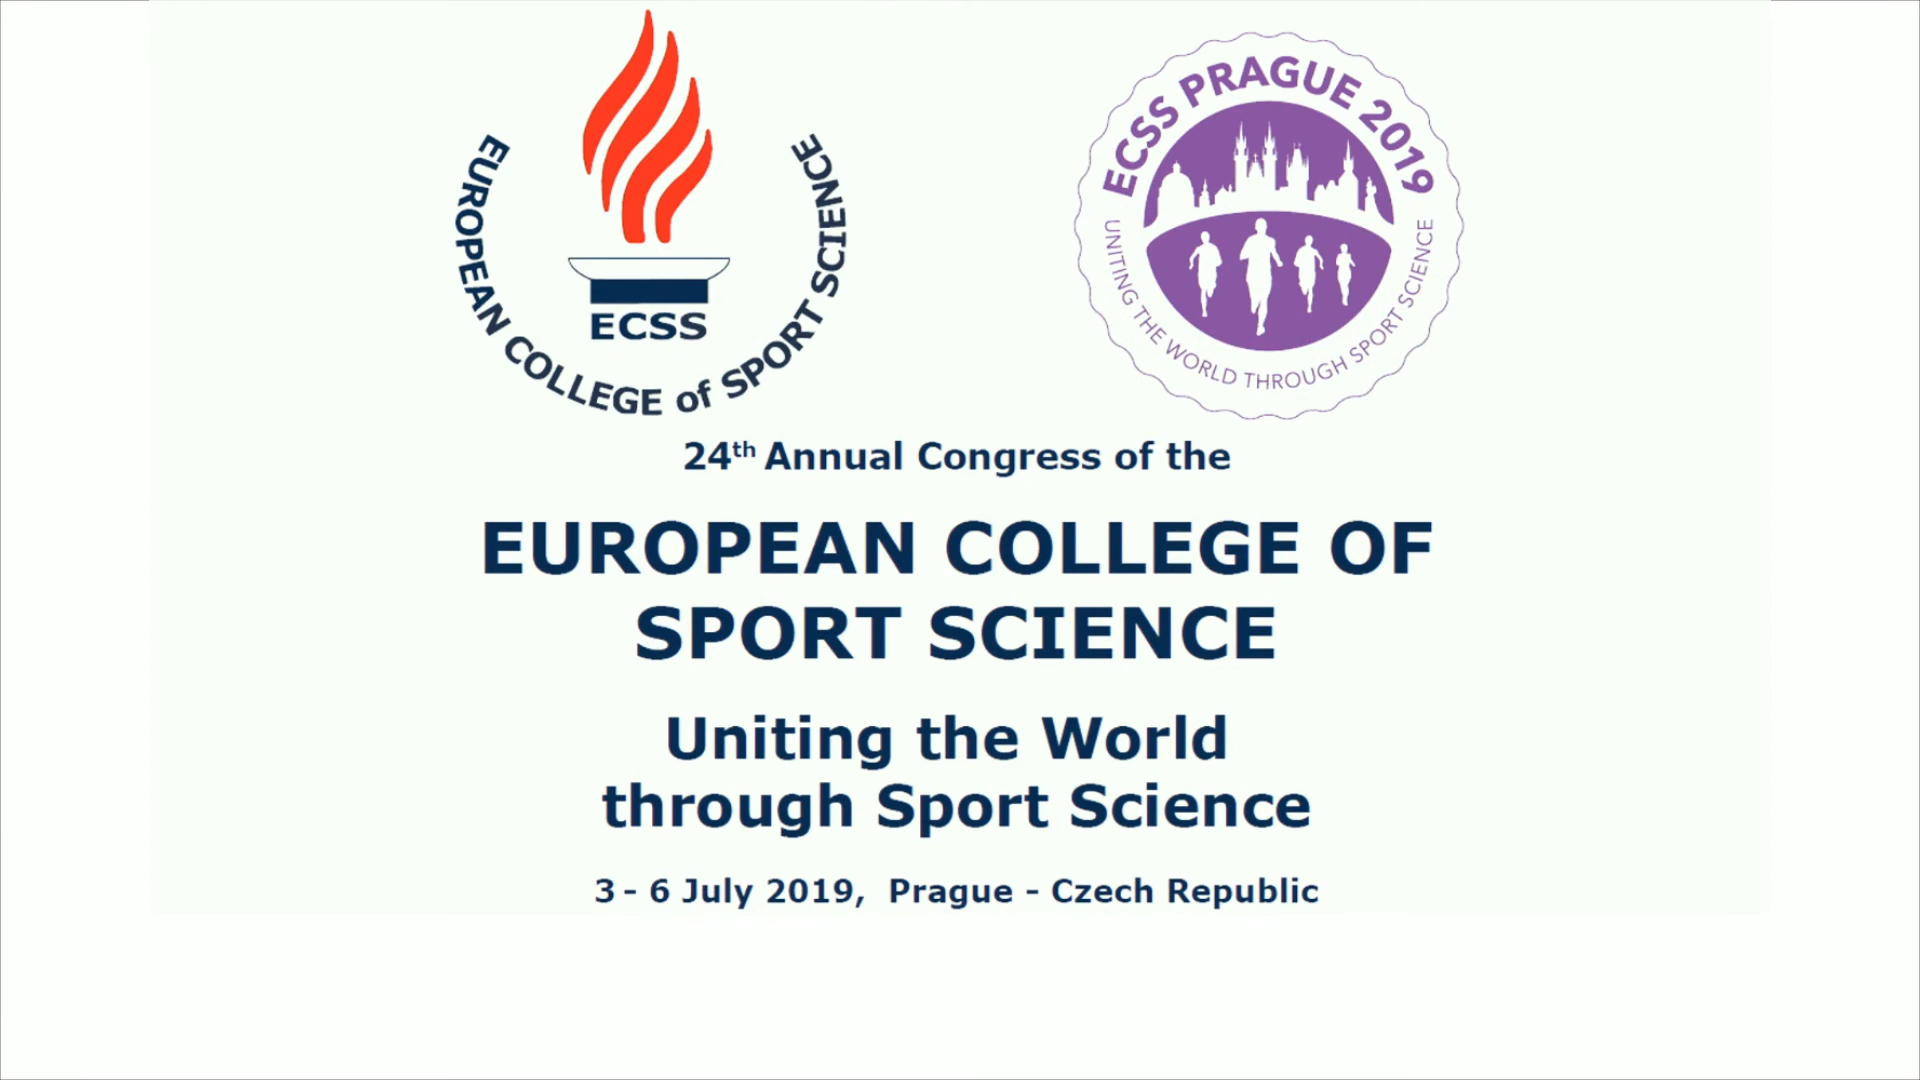 EUROPEAN COLLEGE of SPORT SCIENCE
ECSS
ECSS PRAGUE 2019
UNITING THE WORLD THROUGH SPORT SCIENCE
24th Annual Congress of the
EUROPEAN COLLEGE OF
SPORT SCIENCE
Uniting the World
through Sport Science
3 - 6 July 2019, Prague - Czech Republic